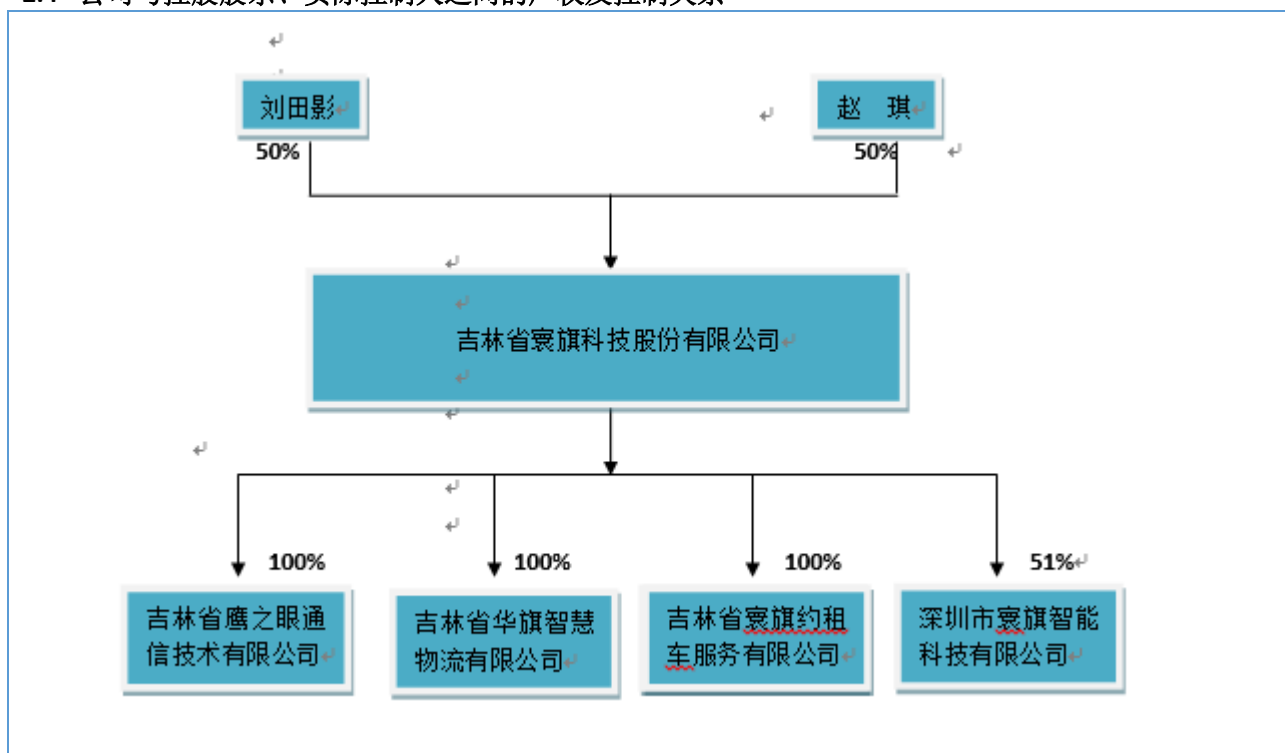 刘田影
赵 琪
50%
50%
吉林省寰旗科技股份有限公司
100%
100%
100%
51%
吉林省鹰之眼通
信技术有限公司
吉林省华旗智慧
物流有限公司
吉林省寰旗约租
车服务有限公司
深圳市寰旗智能
科技有限公司